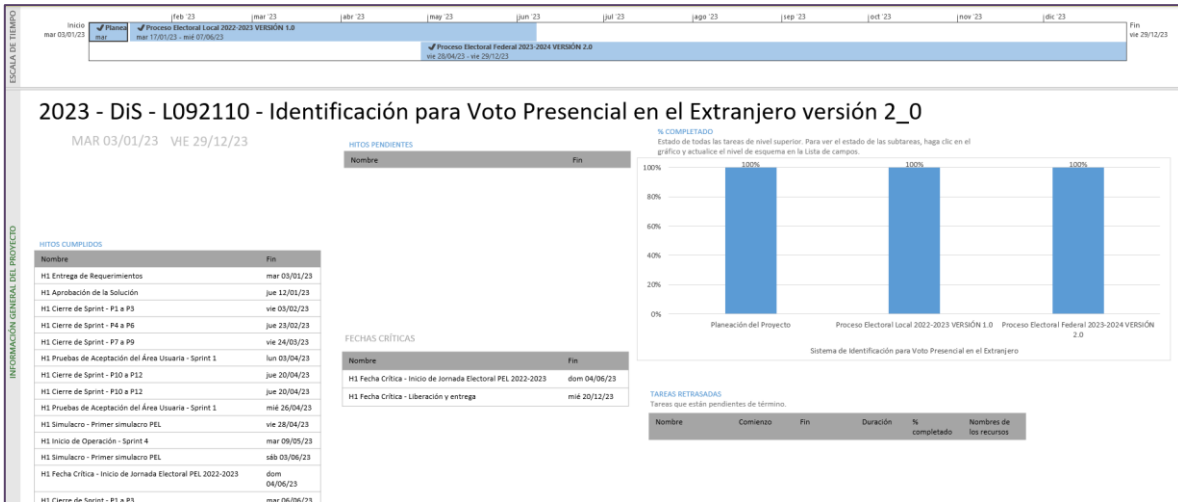 ESCALA DE TIEMPO
Inicio
mar 03/01/23
feb '23 mar '23 abr '23 may '23 jun '23 jul '23 ago '23 sep '23 oct '23 nov '23 dic '23
Planea
mar
Proceso Electoral Local 2022-2023 VERSIÓN 1.0
mar 17/01/23 - mié 07/06/23
Proceso Electoral Federal 2023-2024 VERSIÓN 2.0
vie 28/04/23 - vie 29/12/23
Fin
vie 29/12/23
INFORMACIÓN GENERAL DEL PROYECTO
2023 - DiS - L092110 - Identificación para Voto Presencial en el Extranjero versión 2_0
MAR 03/01/23 VIE 29/12/23
HITOS CUMPLIDOS
Nombre Fin
H1 Entrega de Requerimientos mar 03/01/23
H1 Aprobación de la Solución jue 12/01/23
H1 Cierre de Sprint - P1 a P3 vie 03/02/23
H1 Cierre de Sprint - P4 a P6 jue 23/02/23
H1 Cierre de Sprint - P7 a P9 vie 24/03/23
H1 Pruebas de Aceptación del Área Usuaria - Sprint 1 lun 03/04/23
H1 Cierre de Sprint - P10 a P12 jue 20/04/23
H1 Cierre de Sprint - P10 a P12 jue 20/04/23
H1 Pruebas de Aceptación del Área Usuaria - Sprint 1 mié 26/04/23
H1 Simulacro - Primer simulacro PEL vie 28/04/23
H1 Inicio de Operación - Sprint 4 mar 09/05/23
H1 Simulacro - Primer simulacro PEL sáb 03/06/23
H1 Fecha Crítica - Inicio de Jornada Electoral PEL 2022-2023 dom
04/06/23
H1 Cierre de Sprint - P1 a P3 mar 06/06/23
HITOS PENDIENTES
Nombre Fin
FECHAS CRÍTICAS
Nombre Fin
H1 Fecha Crítica - Inicio de Jornada Electoral PEL 2022-2023 dom 04/06/23
H1 Fecha Crítica - Liberación y entrega mié 20/12/23
% COMPLETADO
Estado de todas las tareas de nivel superior. Para ver el estado de las subtareas, haga clic en el
gráfico y actualice el nivel de esquema en la Lista de campos.
100% 100% 100% 100%
80%
60%
40%
20%
0%
Planeación del Proyecto Proceso Electoral Local 2022-2023 VERSIÓN 1.0 Proceso Electoral Federal 2023-2024 VERSIÓN
2.0
Sistema de Identificación para Voto Presencial en el Extranjero
TAREAS RETRASADAS
Tareas que están pendientes de término.
Nombre Comienzo Fin Duración % Nombres de
completado los recursos